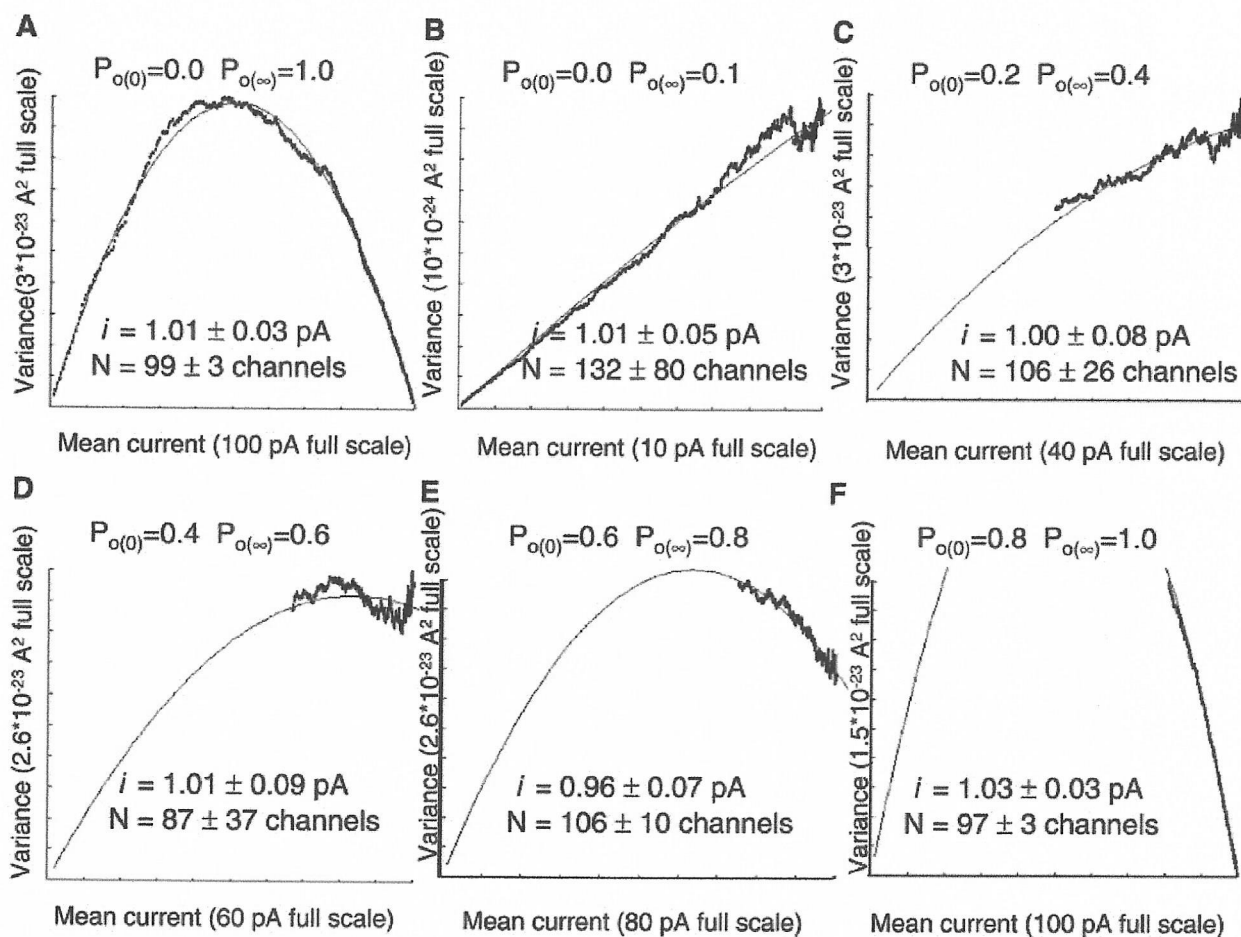 A
P_o(0)=0.0 P_o(∞)=1.0
Variance(3*10^-23 A² full scale)
i = 1.01 ± 0.03 pA
N = 99 ± 3 channels
Mean current (100 pA full scale)
B
P_o(0)=0.0 P_o(∞)=0.1
Variance (10*10^-24 A² full scale)
i = 1.01 ± 0.05 pA
N = 132 ± 80 channels
Mean current (10 pA full scale)
C
P_o(0)=0.2 P_o(∞)=0.4
Variance (3*10^-23 A² full scale)
i = 1.00 ± 0.08 pA
N = 106 ± 26 channels
Mean current (40 pA full scale)
D
P_o(0)=0.4 P_o(∞)=0.6
Variance (2.6*10^-23 A² full scale)
i = 1.01 ± 0.09 pA
N = 87 ± 37 channels
Mean current (60 pA full scale)
E
P_o(0)=0.6 P_o(∞)=0.8
Variance (2.6*10^-23 A² full scale)
i = 0.96 ± 0.07 pA
N = 106 ± 10 channels
Mean current (80 pA full scale)
F
P_o(0)=0.8 P_o(∞)=1.0
Variance (1.5*10^-23 A² full scale)
i = 1.03 ± 0.03 pA
N = 97 ± 3 channels
Mean current (100 pA full scale)